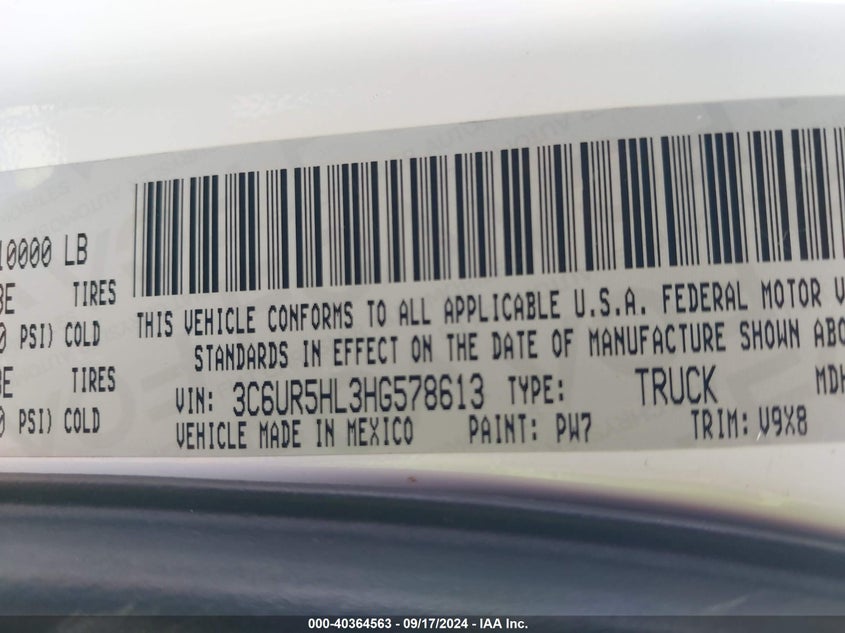 10000 LB
TIRES
PSI) COLD
TIRES
PSI) COLD
THIS VEHICLE CONFORMS TO ALL APPLICABLE U.S.A. FEDERAL MOTOR V
STANDARDS IN EFFECT ON THE DATE OF MANUFACTURE SHOWN ABO
VIN: 3C6UR5HL3HG578613 TYPE: TRUCK MDH
VEHICLE MADE IN MEXICO PAINT: PW7 TRIM: V9X8
000-40364563 - 09/17/2024 - IAA Inc.